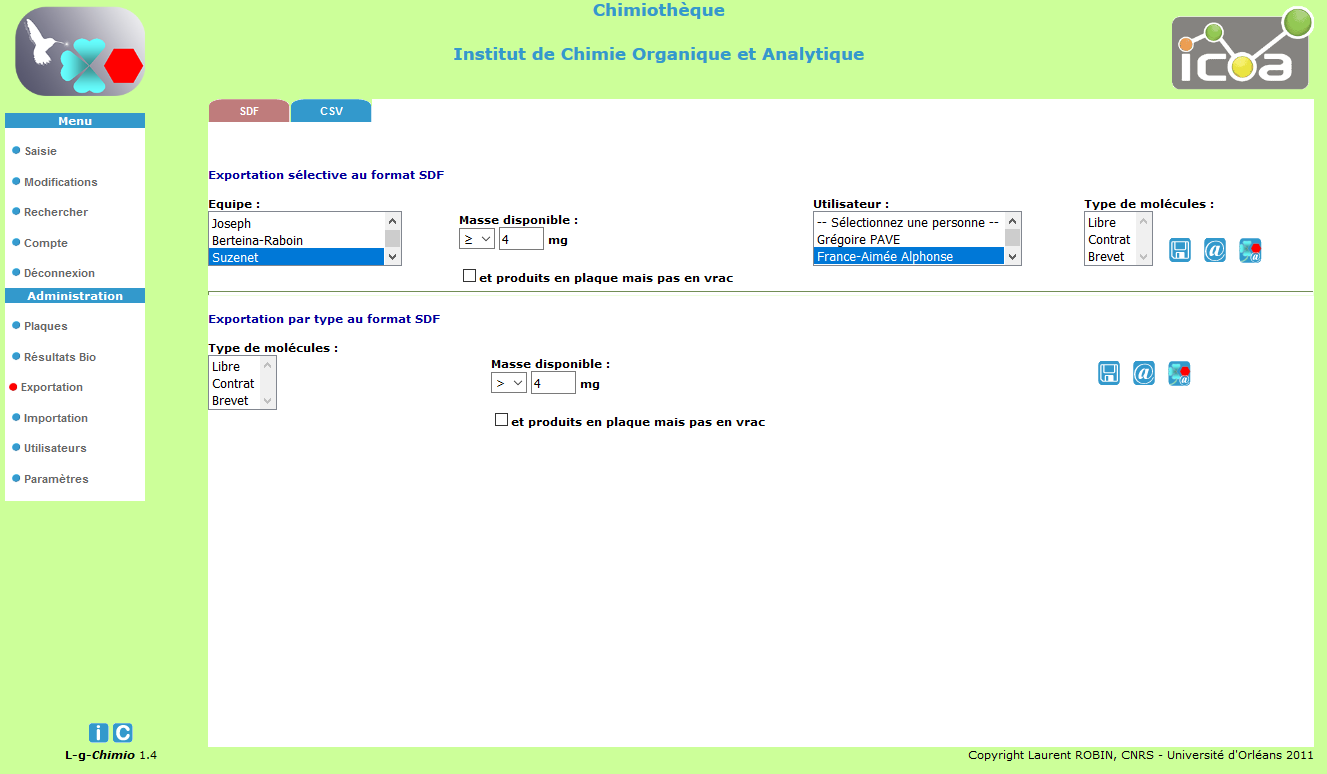 Chimiothèque
Institut de Chimie Organique et Analytique
icoa
Menu
Saisie
Modifications
Rechercher
Compte
Déconnexion
Administration
Plaques
Résultats Bio
Exportation
Importation
Utilisateurs
Paramètres
SDF CSV
Exportation sélective au format SDF
Equipe :
Joseph
Berteina-Raboin
Suzenet
Masse disponible :
≥ 4 mg
et produits en plaque mais pas en vrac
Utilisateur :
-- Sélectionnez une personne --
Grégoire PAVE
France-Aimée Alphonse
Type de molécules :
Libre
Contrat
Brevet
@
Exportation par type au format SDF
Type de molécules :
Libre
Contrat
Brevet
Masse disponible :
> 4 mg
et produits en plaque mais pas en vrac
@
i C
L-g-Chimio 1.4
Copyright Laurent ROBIN, CNRS - Université d'Orléans 2011